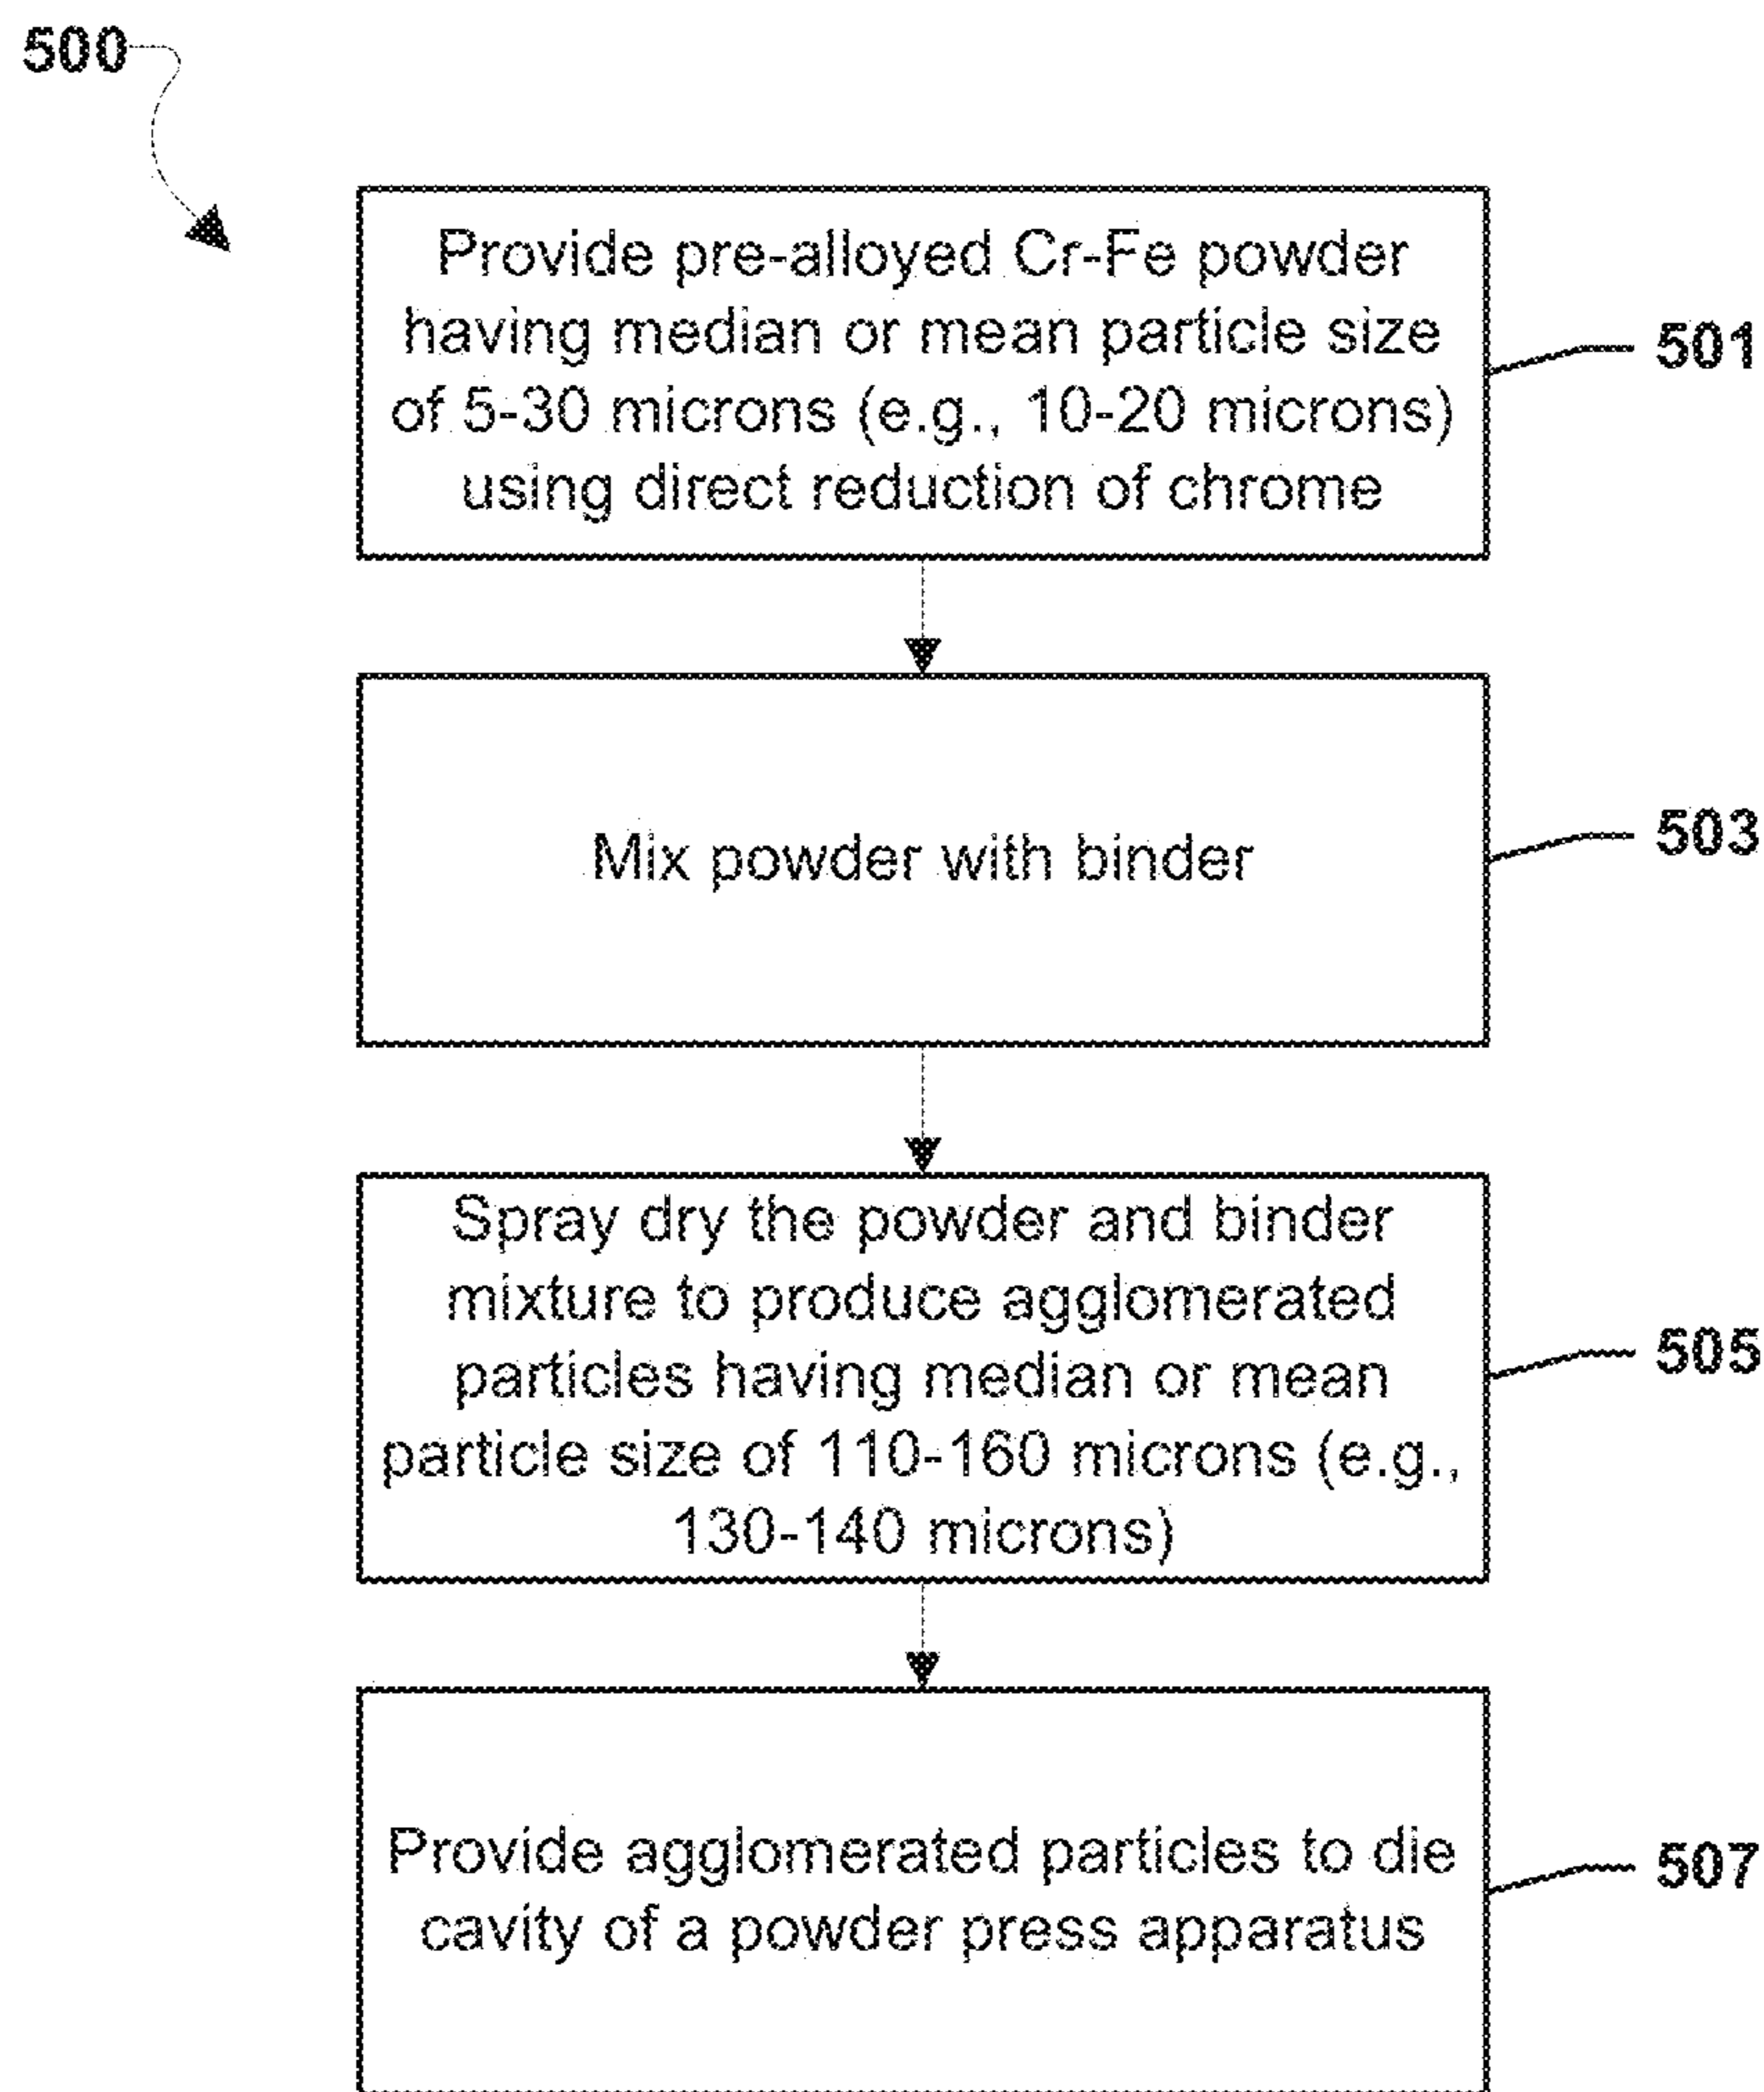 500
Provide pre-alloyed Cr-Fe powder
having median or mean particle size
of 5-30 microns (e.g., 10-20 microns)
using direct reduction of chrome
501
Mix powder with binder
503
Spray dry the powder and binder
mixture to produce agglomerated
particles having median or mean
particle size of 110-160 microns (e.g.,
130-140 microns)
505
Provide agglomerated particles to die
cavity of a powder press apparatus
507